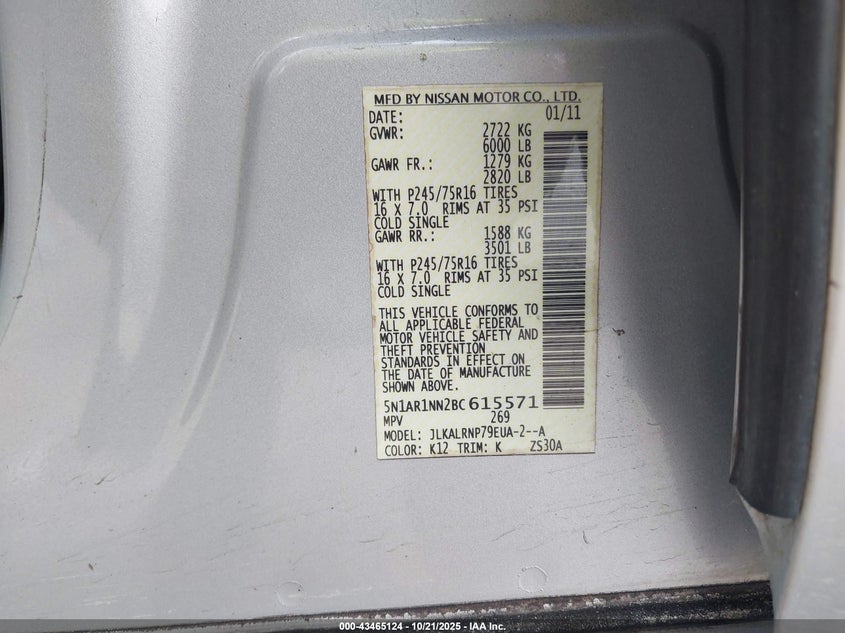 MFD BY NISSAN MOTOR CO., LTD.
DATE: 01/11
GVWR: 2722 KG
6000 LB
GAWR FR.: 1279 KG
2820 LB
WITH P245/75R16 TIRES
16 X 7.0 RIMS AT 35 PSI
COLD SINGLE
GAWR RR.: 1588 KG
3501 LB
WITH P245/75R16 TIRES
16 X 7.0 RIMS AT 35 PSI
COLD SINGLE
THIS VEHICLE CONFORMS TO
ALL APPLICABLE FEDERAL
MOTOR VEHICLE SAFETY AND
THEFT PREVENTION
STANDARDS IN EFFECT ON
THE DATE OF MANUFACTURE
SHOWN ABOVE.
5N1AR1NN2BC615571
MPV 269
MODEL: JLKALRNP79EUA-2--A
COLOR: K12 TRIM: K ZS30A
000-43465124 - 10/21/2025 - IAA Inc.